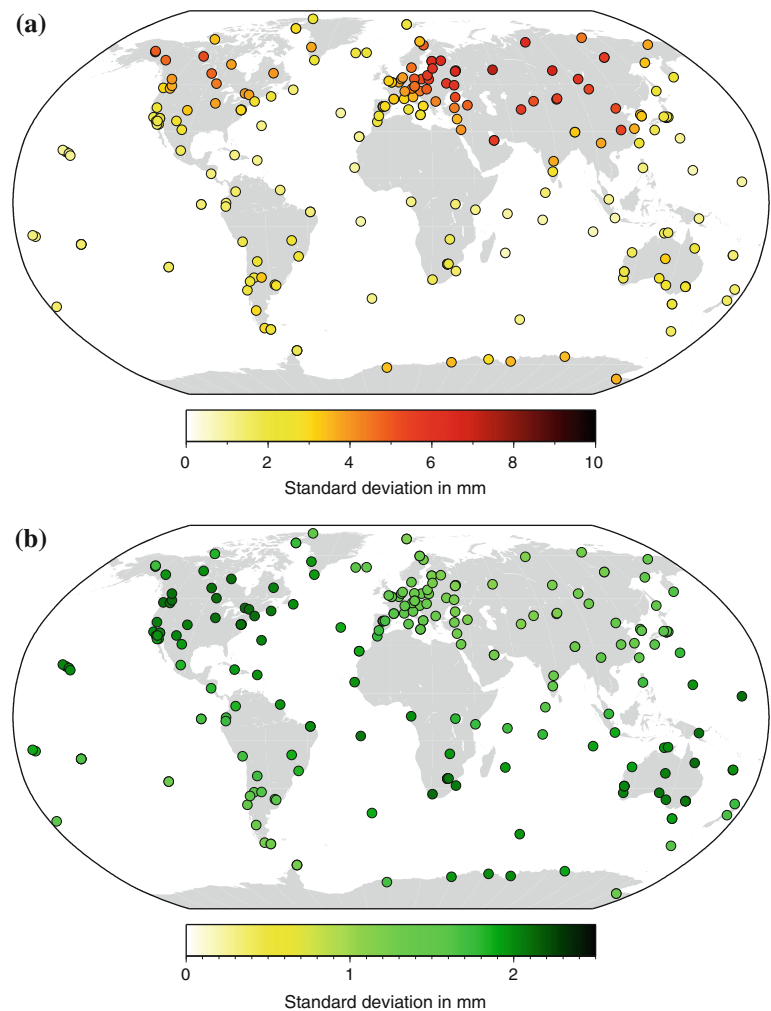 (a)
0 2 4 6 8 10
Standard deviation in mm
(b)
0 1 2
Standard deviation in mm